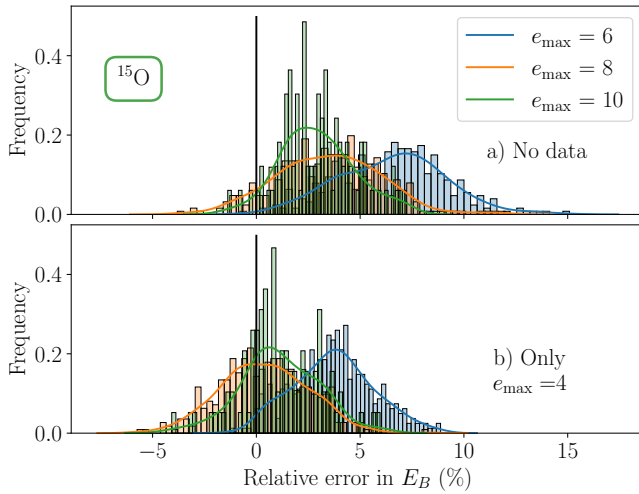 0.4
0.2
0.0
Frequency
¹⁵O
e_max = 6
e_max = 8
e_max = 10
a) No data
0.4
0.2
0.0
Frequency
b) Only
e_max =4
−5
0
5
10
15
Relative error in E_B (%)